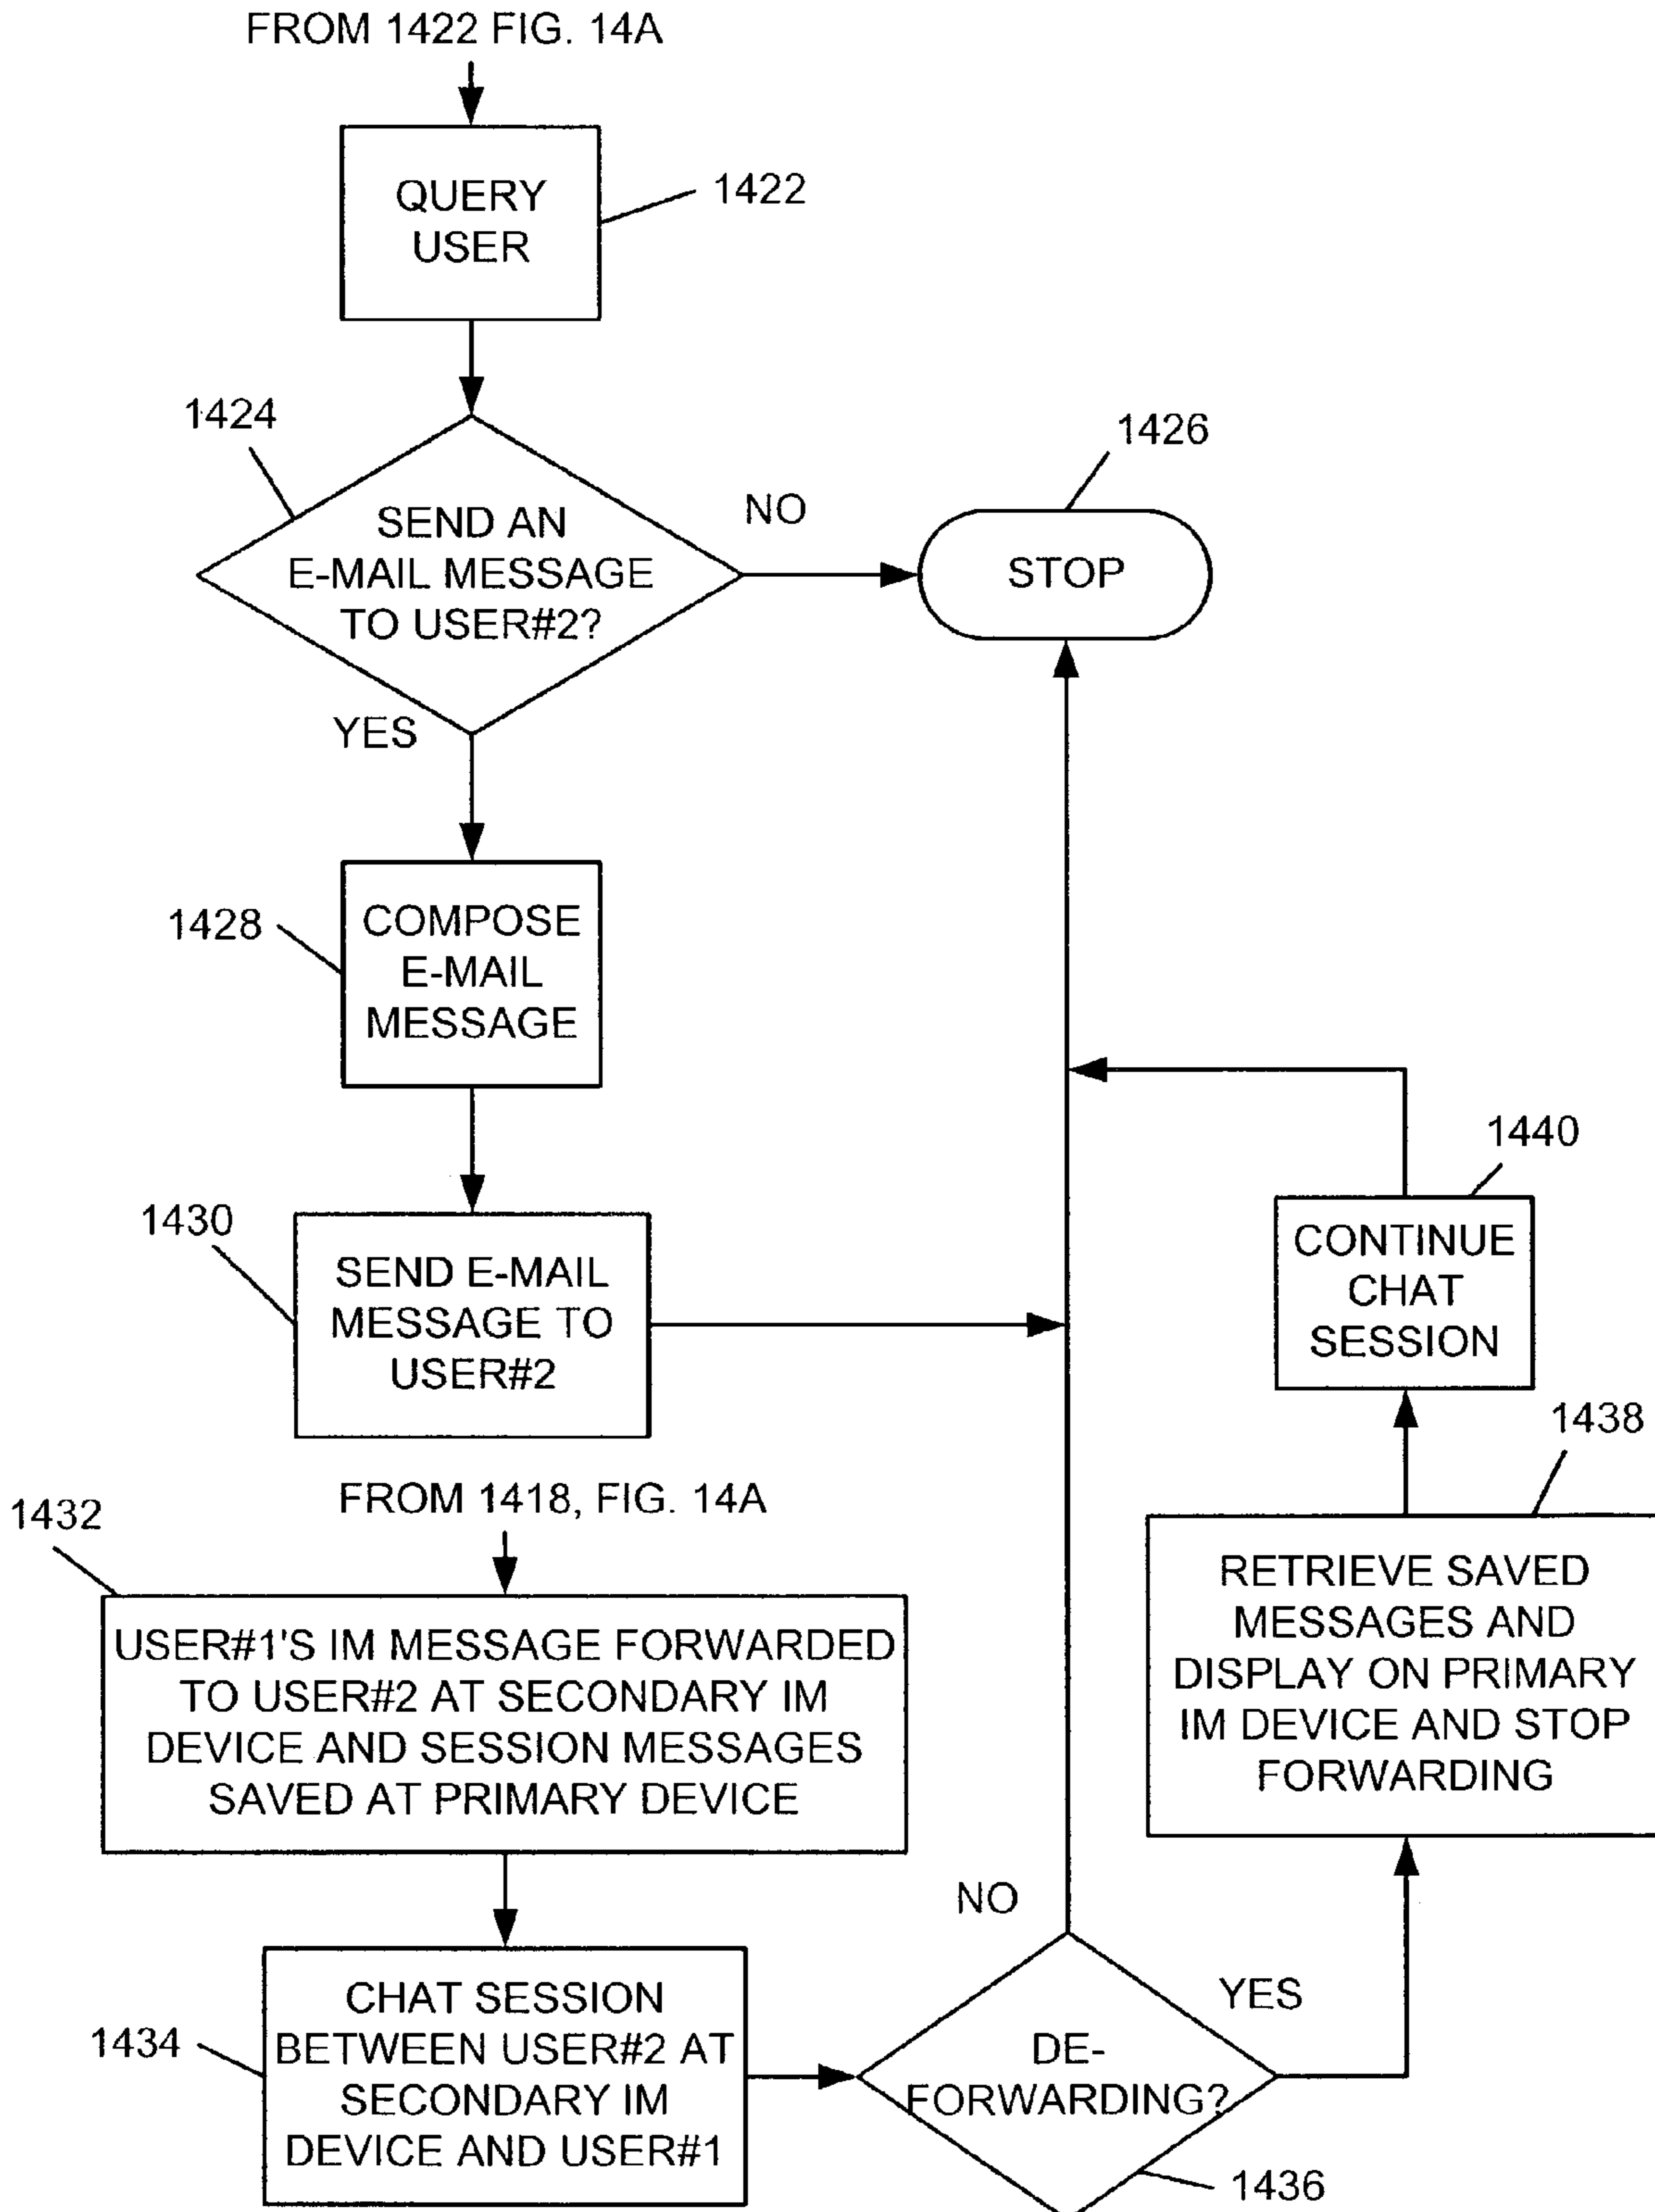 FROM 1422 FIG. 14A
QUERY
USER
1422
1424
SEND AN
E-MAIL MESSAGE
TO USER#2?
NO
YES
1426
STOP
1428
COMPOSE
E-MAIL
MESSAGE
1430
SEND E-MAIL
MESSAGE TO
USER#2
1440
CONTINUE
CHAT
SESSION
1438
RETRIEVE SAVED
MESSAGES AND
DISPLAY ON PRIMARY
IM DEVICE AND STOP
FORWARDING
FROM 1418, FIG. 14A
1432
USER#1'S IM MESSAGE FORWARDED
TO USER#2 AT SECONDARY IM
DEVICE AND SESSION MESSAGES
SAVED AT PRIMARY DEVICE
1434
CHAT SESSION
BETWEEN USER#2 AT
SECONDARY IM
DEVICE AND USER#1
NO
YES
DE-
FORWARDING?
1436